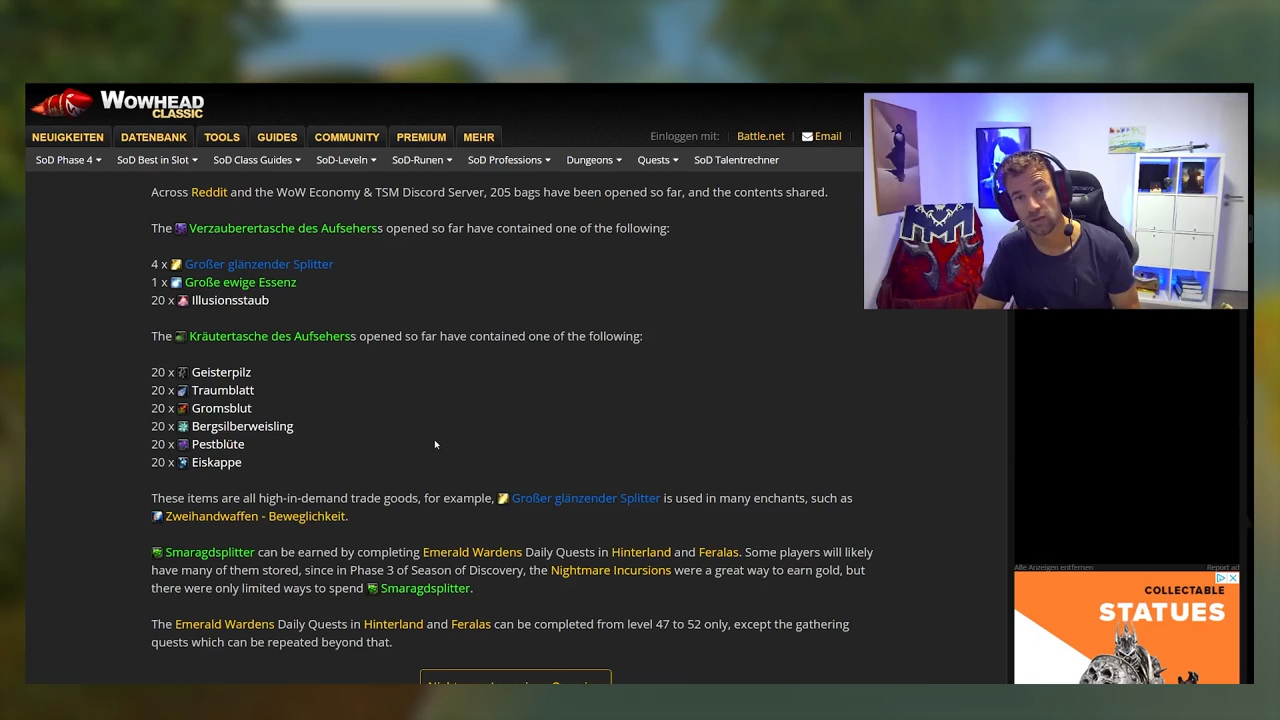 WOWHEAD
CLASSIC
NEUIGKEITEN DATENBANK TOOLS GUIDES COMMUNITY PREMIUM MEHR Einloggen mit: Battle.net Email
SoD Phase 4 SoD Best in Slot SoD Class Guides SoD-Leveln SoD-Runen SoD Professions Dungeons Quests SoD Talentrechner
Across Reddit and the WoW Economy & TSM Discord Server, 205 bags have been opened so far, and the contents shared.
The Verzauberertasche des Aufsehers opened so far have contained one of the following:
4 x Großer glänzender Splitter
1 x Große ewige Essenz
20 x Illusionsstaub
The Kräutertasche des Aufsehers opened so far have contained one of the following:
20 x Geisterpilz
20 x Traumblatt
20 x Gromsblut
20 x Bergsilberweisling
20 x Pestblüte
20 x Eiskappe
These items are all high-in-demand trade goods, for example, Großer glänzender Splitter is used in many enchants, such as
Zweihandwaffen - Beweglichkeit.
Smaragdsplitter can be earned by completing Emerald Wardens Daily Quests in Hinterland and Feralas. Some players will likely
have many of them stored, since in Phase 3 of Season of Discovery, the Nightmare Incursions were a great way to earn gold, but
there were only limited ways to spend Smaragdsplitter.
The Emerald Wardens Daily Quests in Hinterland and Feralas can be completed from level 47 to 52 only, except the gathering
quests which can be repeated beyond that.
Alle Anzeigen entfernen Report ad
COLLECTABLE
STATUES